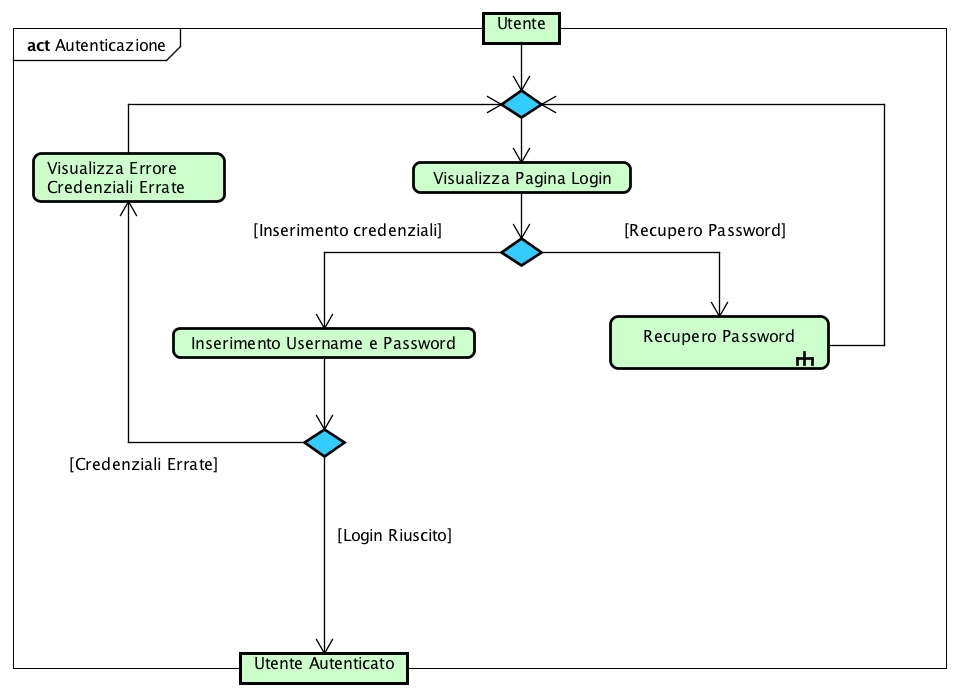 Utente
act Autenticazione
Visualizza Errore
Credenziali Errate
Visualizza Pagina Login
[Inserimento credenziali]
[Recupero Password]
Inserimento Username e Password
Recupero Password
[Credenziali Errate]
[Login Riuscito]
Utente Autenticato